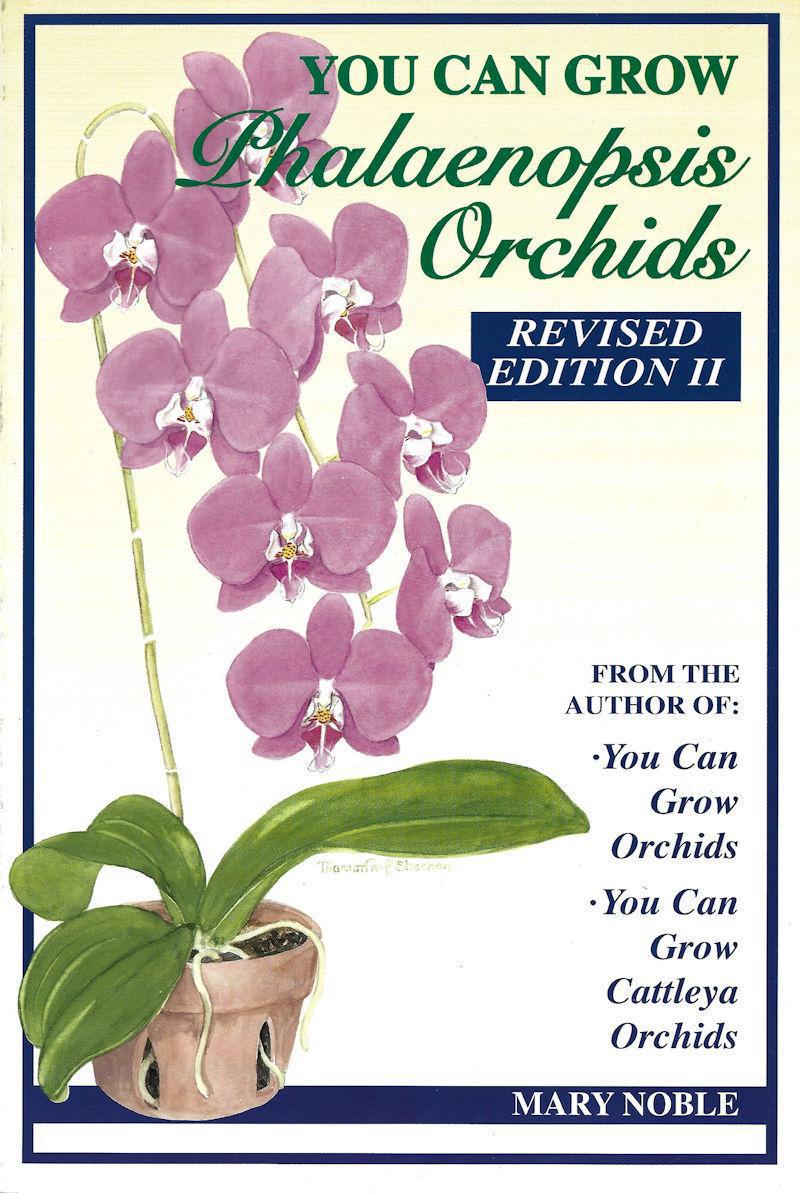 YOU CAN GROW
Phalaenopsis
Orchids
REVISED
EDITION II
FROM THE
AUTHOR OF:
·You Can
Grow
Orchids
·You Can
Grow
Cattleya
Orchids
Sheehan
MARY NOBLE